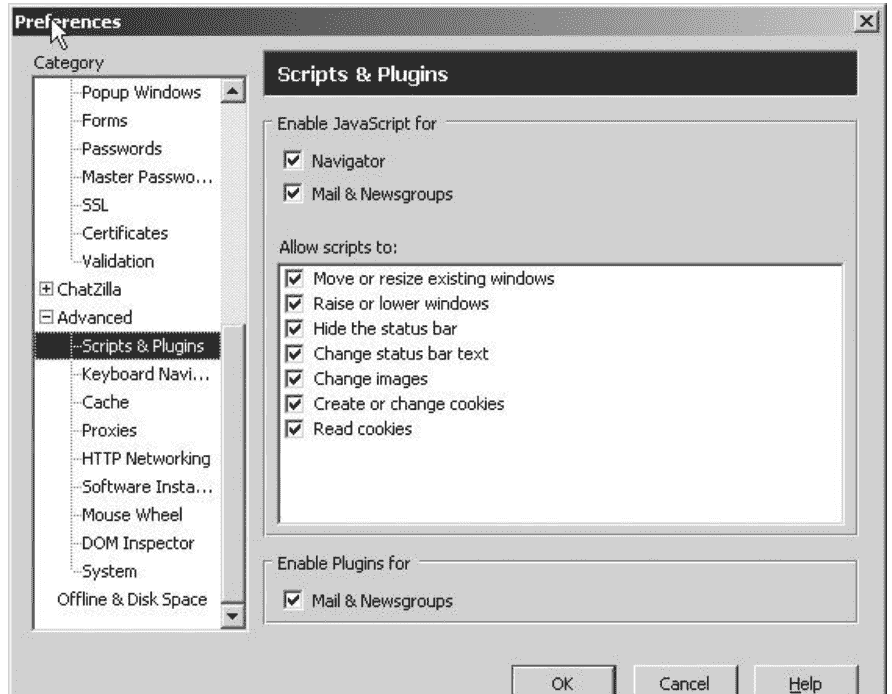 Preferences
Category
Popup Windows
Forms
Passwords
Master Passwo...
SSL
Certificates
Validation
ChatZilla
Advanced
Scripts & Plugins
Keyboard Navi...
Cache
Proxies
HTTP Networking
Software Insta...
Mouse Wheel
DOM Inspector
System
Offline & Disk Space
Scripts & Plugins
Enable JavaScript for
Navigator
Mail & Newsgroups
Allow scripts to:
Move or resize existing windows
Raise or lower windows
Hide the status bar
Change status bar text
Change images
Create or change cookies
Read cookies
Enable Plugins for
Mail & Newsgroups
OK
Cancel
Help